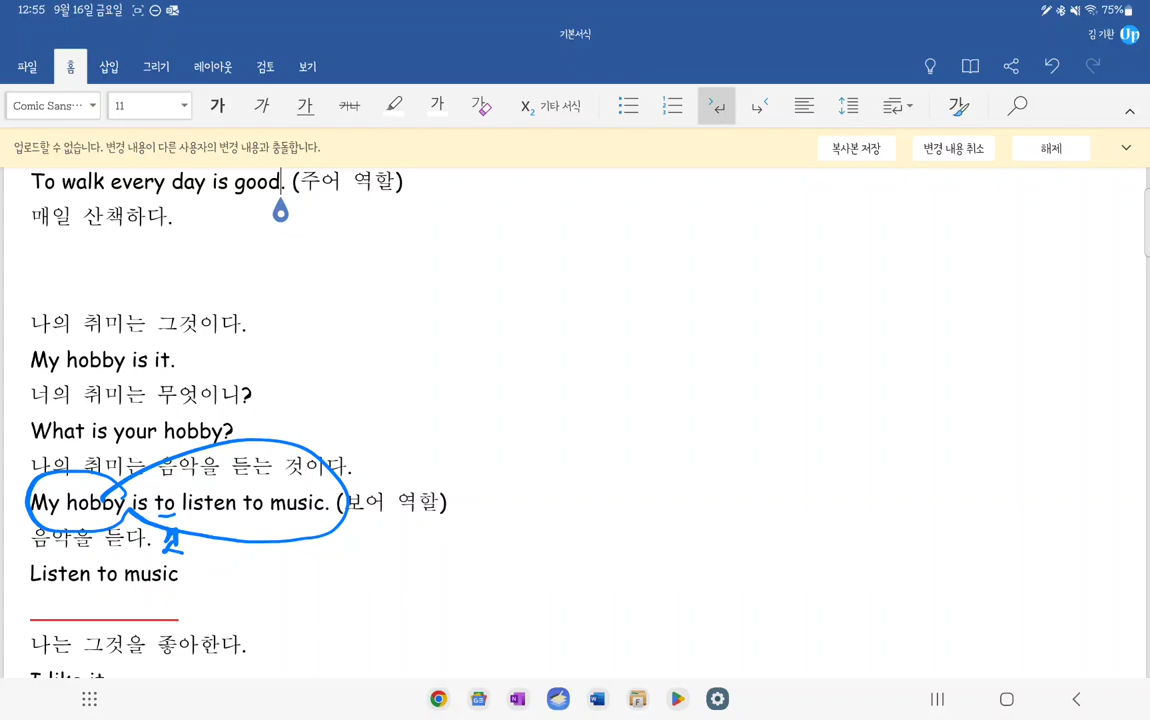 12:55 9월 16일 금요일 75%
기본서식
김 기환 Up
파일 홈 삽입 그리기 레이아웃 검토 보기
Comic Sans··· 11 가 가 가 가나 가 가 X₂ 기타 서식 가
업로드할 수 없습니다. 변경 내용이 다른 사용자의 변경 내용과 충돌합니다. 복사본 저장 변경 내용 취소 해제
To walk every day is good. (주어 역할)
매일 산책하다.
나의 취미는 그것이다.
My hobby is it.
너의 취미는 무엇이니?
What is your hobby?
나의 취미는 음악을 듣는 것이다.
My hobby is to listen to music. (보어 역할)
음악을 듣다.
Listen to music
나는 그것을 좋아한다.
I like it.